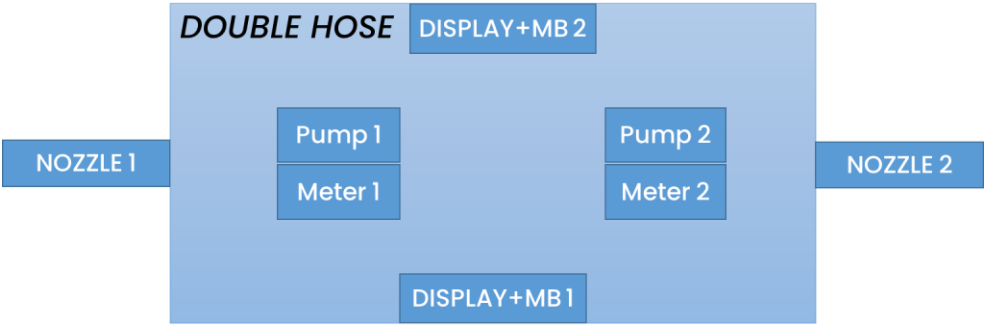 DOUBLE HOSE
DISPLAY+MB 2
Pump 1
Pump 2
NOZZLE 1
NOZZLE 2
Meter 1
Meter 2
DISPLAY+MB 1